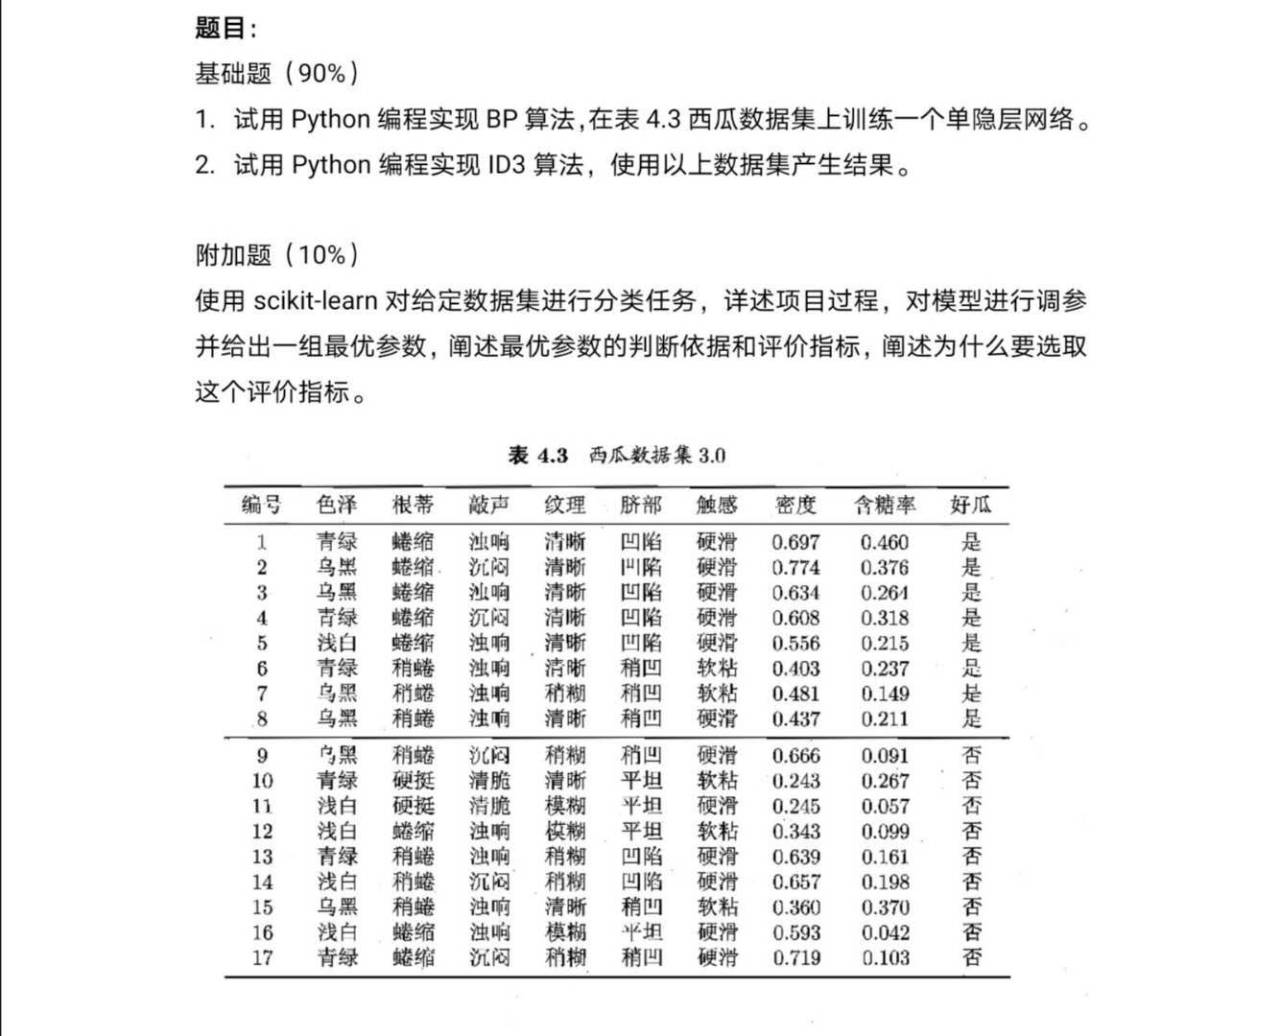 题目：
基础题（90%）
1. 试用 Python 编程实现 BP 算法,在表 4.3 西瓜数据集上训练一个单隐层网络。
2. 试用 Python 编程实现 ID3 算法，使用以上数据集产生结果。
附加题（10%）
使用 scikit-learn 对给定数据集进行分类任务，详述项目过程，对模型进行调参
并给出一组最优参数，阐述最优参数的判断依据和评价指标，阐述为什么要选取
这个评价指标。
表 4.3 西瓜数据集 3.0
编号 色泽 根蒂 敲声 纹理 脐部 触感 密度 含糖率 好瓜
1 青绿 蜷缩 浊响 清晰 凹陷 硬滑 0.697 0.460 是
2 乌黑 蜷缩 沉闷 清晰 凹陷 硬滑 0.774 0.376 是
3 乌黑 蜷缩 浊响 清晰 凹陷 硬滑 0.634 0.264 是
4 青绿 蜷缩 沉闷 清晰 凹陷 硬滑 0.608 0.318 是
5 浅白 蜷缩 浊响 清晰 凹陷 硬滑 0.556 0.215 是
6 青绿 稍蜷 浊响 清晰 稍凹 软粘 0.403 0.237 是
7 乌黑 稍蜷 浊响 稍糊 稍凹 软粘 0.481 0.149 是
8 乌黑 稍蜷 浊响 清晰 稍凹 硬滑 0.437 0.211 是
9 乌黑 稍蜷 沉闷 稍糊 稍凹 硬滑 0.666 0.091 否
10 青绿 硬挺 清脆 清晰 平坦 软粘 0.243 0.267 否
11 浅白 硬挺 清脆 模糊 平坦 硬滑 0.245 0.057 否
12 浅白 蜷缩 浊响 模糊 平坦 软粘 0.343 0.099 否
13 青绿 稍蜷 浊响 稍糊 凹陷 硬滑 0.639 0.161 否
14 浅白 稍蜷 沉闷 稍糊 凹陷 硬滑 0.657 0.198 否
15 乌黑 稍蜷 浊响 清晰 稍凹 软粘 0.360 0.370 否
16 浅白 蜷缩 浊响 模糊 平坦 硬滑 0.593 0.042 否
17 青绿 蜷缩 沉闷 稍糊 稍凹 硬滑 0.719 0.103 否